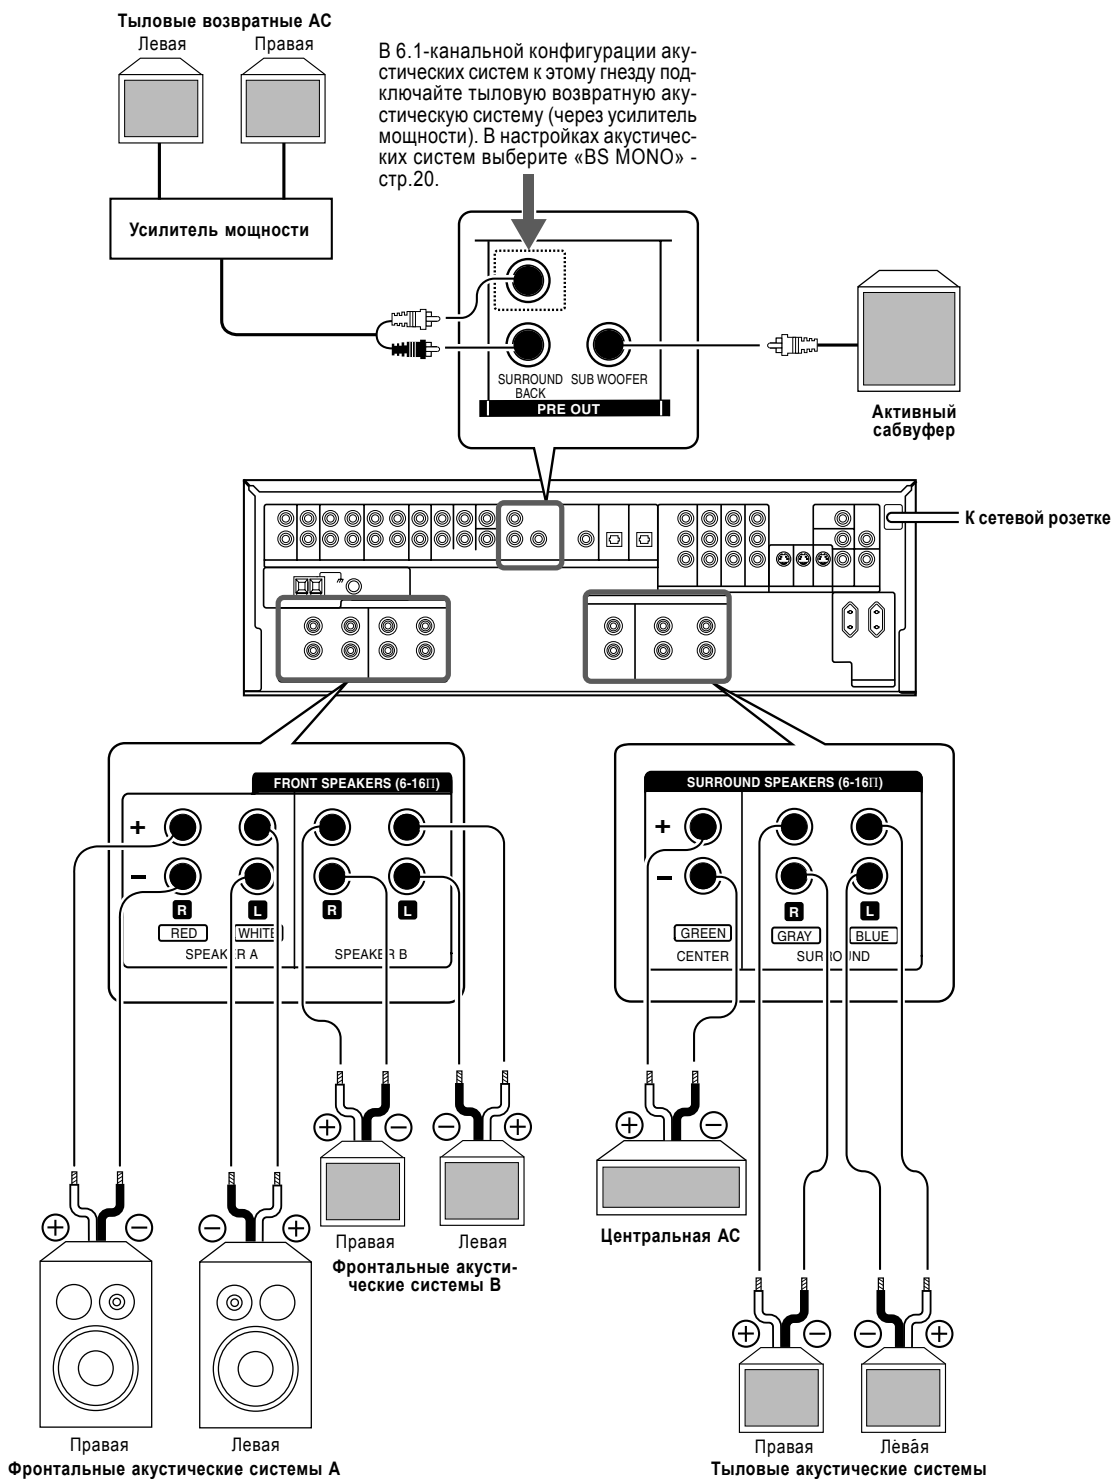 Тыловые возвратные АС
Левая Правая
В 6.1-канальной конфигурации аку-
стических систем к этому гнезду под-
ключайте тыловую возвратную аку-
стическую систему (через усилитель
мощности). В настройках акустичес-
ких систем выберите «BS MONO» -
стр.20.
Усилитель мощности
SURROUND BACK
SUB WOOFER
PRE OUT
Активный
сабвуфер
К сетевой розетке
FRONT SPEAKERS (6-16П)
+
–
R L R L
RED WHITE
SPEAKER A SPEAKER B
SURROUND SPEAKERS (6-16П)
+
–
R L
GREEN GRAY BLUE
CENTER SURROUND
+ – – +
Правая Левая
Фронтальные акусти-
ческие системы В
+ –
Центральная АС
+ – – +
Правая Левая
Фронтальные акустические системы А
+ – – +
Правая Левая
Тыловые акустические системы